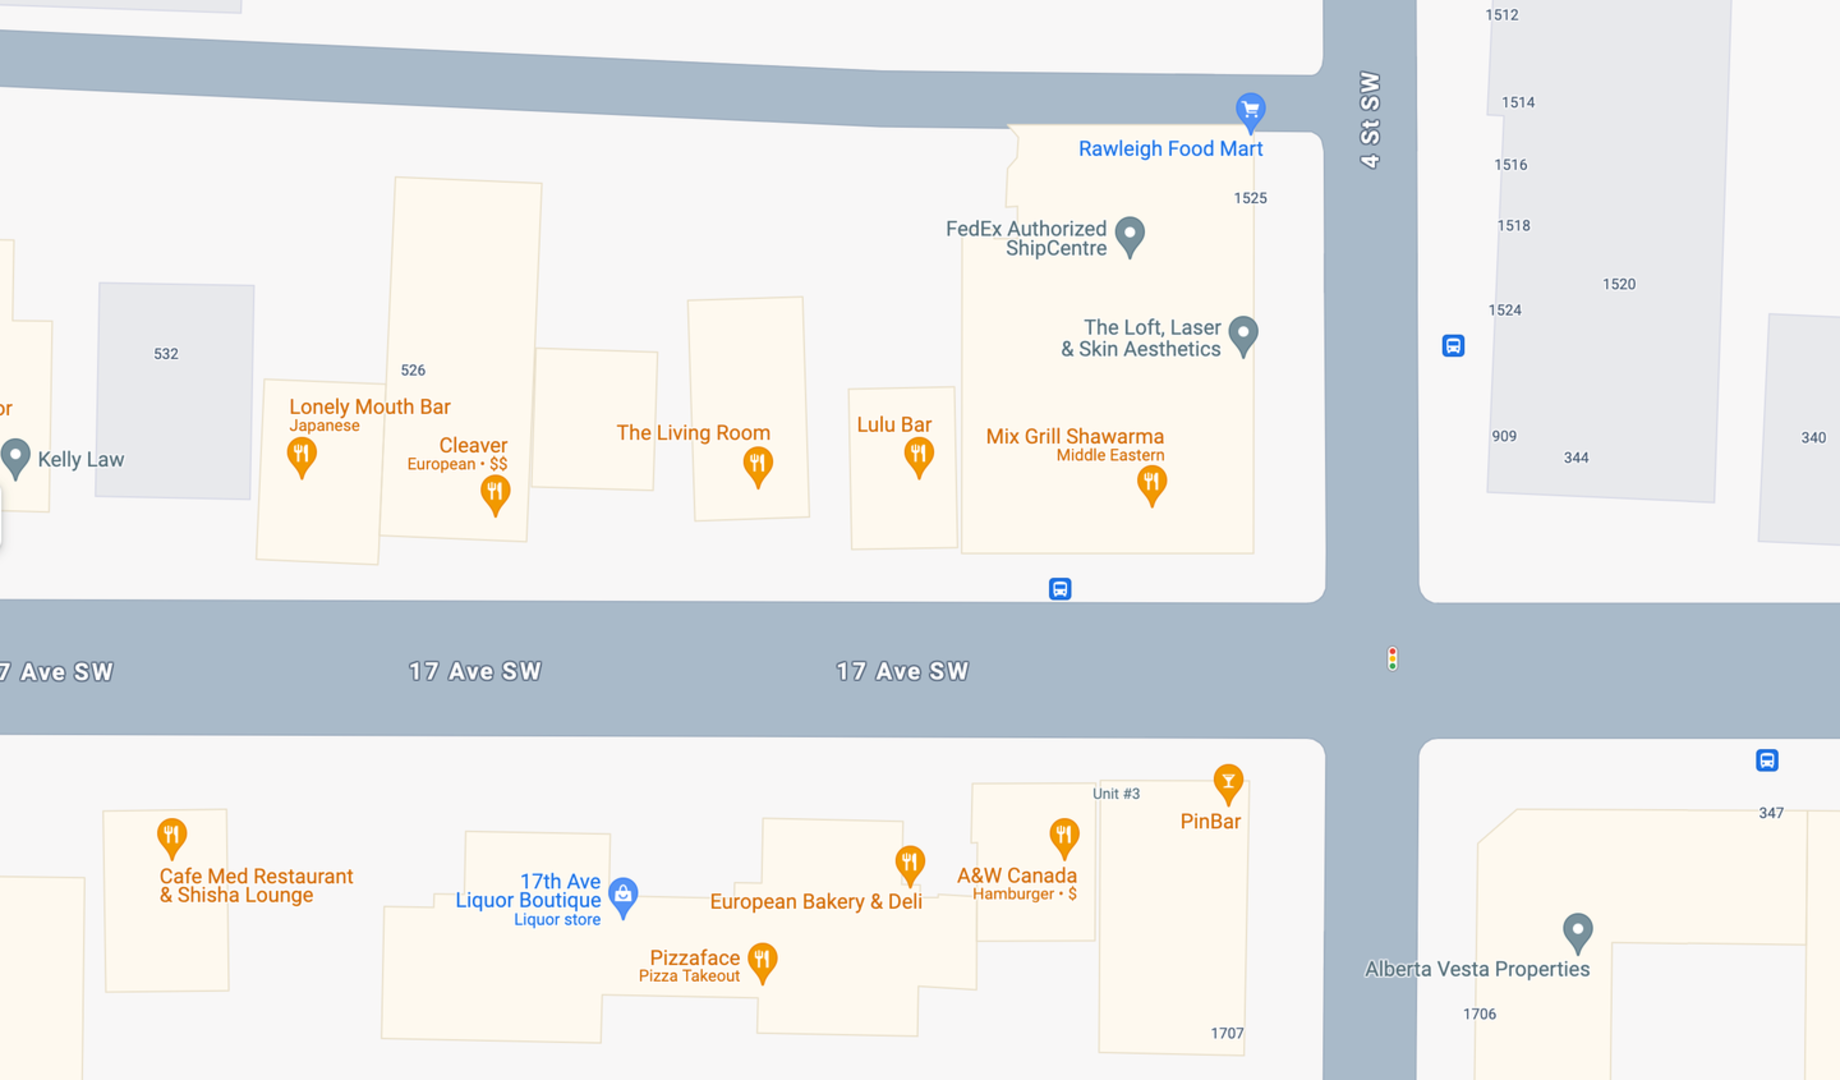 1512
1514
4 St SW
Rawleigh Food Mart
1516
1525
1518
FedEx Authorized
ShipCentre
1520
1524
The Loft, Laser
& Skin Aesthetics
532
526
or
Lonely Mouth Bar
Japanese
Cleaver
European • $$
The Living Room
Lulu Bar
Mix Grill Shawarma
Middle Eastern
909
344
340
Kelly Law
7 Ave SW
17 Ave SW
17 Ave SW
Unit #3
PinBar
347
Cafe Med Restaurant
& Shisha Lounge
17th Ave
Liquor Boutique
Liquor store
European Bakery & Deli
A&W Canada
Hamburger • $
Pizzaface
Pizza Takeout
Alberta Vesta Properties
1706
1707